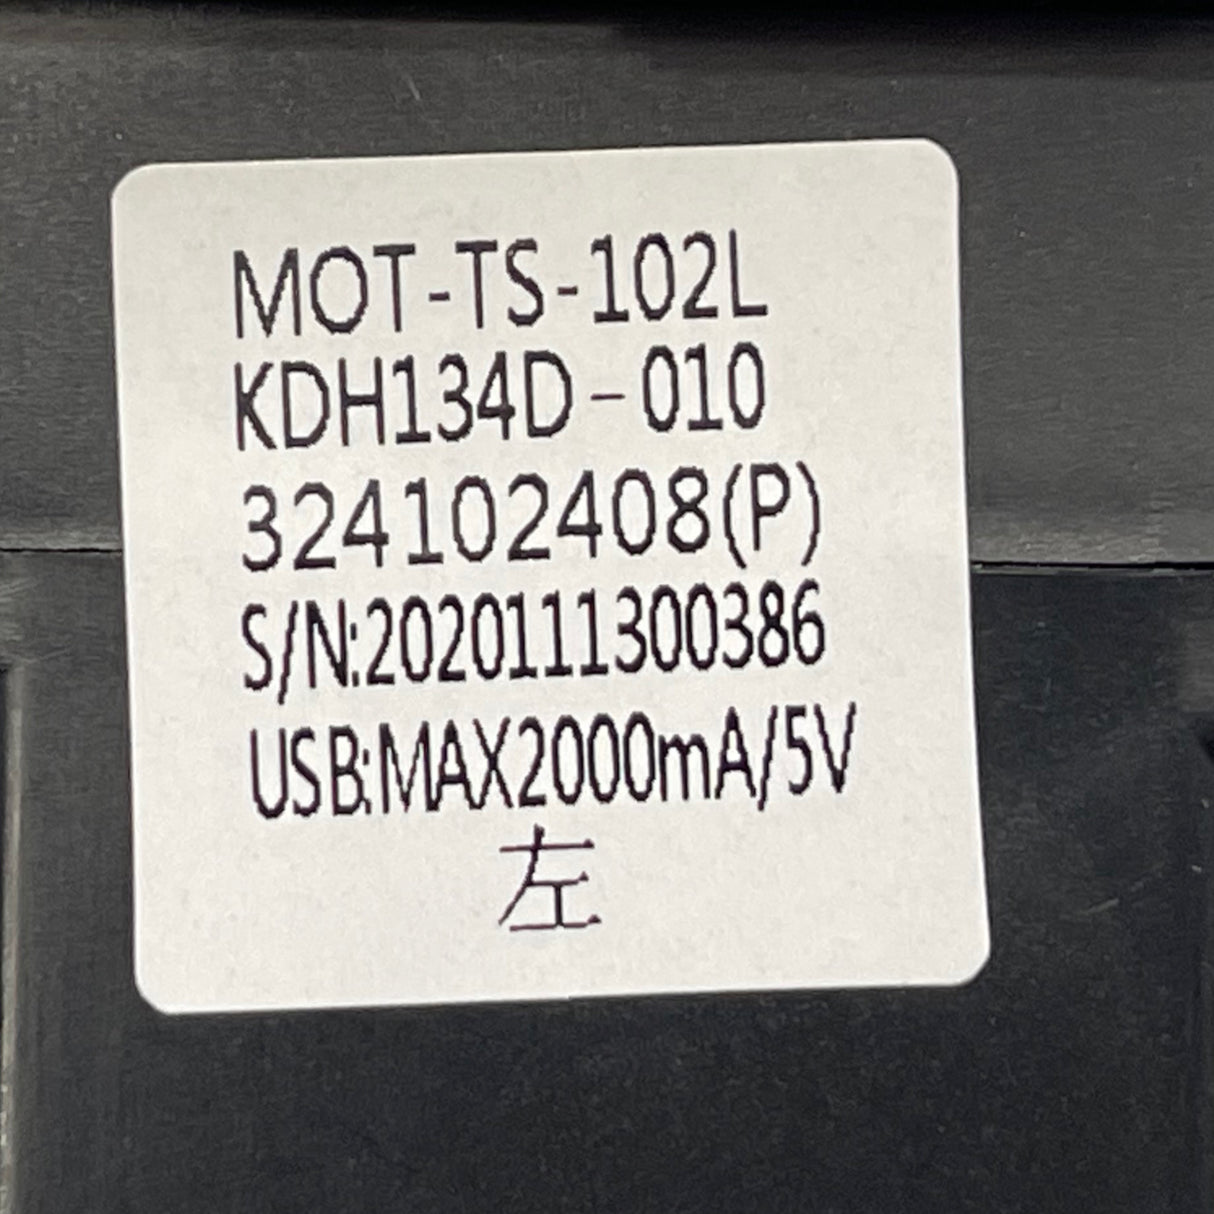 MOT-TS-102L
KDH134D-010
324102408(P)
S/N:2020111300386
USB:MAX2000mA/5V
左